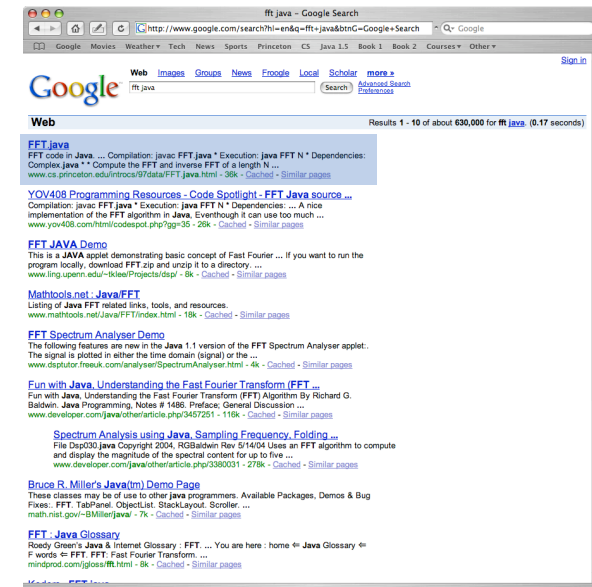 fft java - Google Search
http://www.google.com/search?hl=en&q=fft+java&btnG=Google+Search
Google
Google Movies Weather Tech News Sports Princeton CS Java 1.5 Book 1 Book 2 Courses Other
Sign in
Google
Web Images Groups News Froogle Local Scholar more »
fft java Search Advanced Search
Preferences
Web Results 1 - 10 of about 630,000 for fft java. (0.17 seconds)
FFT.java
FFT code in Java. ... Compilation: javac FFT.java * Execution: java FFT N * Dependencies:
Complex.java * * Compute the FFT and inverse FFT of a length N ...
www.cs.princeton.edu/introcs/97data/FFT.java.html - 36k - Cached - Similar pages
YOV408 Programming Resources - Code Spotlight - FFT Java source ...
Compilation: javac FFT.java * Execution: java FFT N * Dependencies: ... A nice
implementation of the FFT algorithm in Java, Eventhough it can use too much ...
www.yov408.com/html/codespot.php?gg=35 - 26k - Cached - Similar pages
FFT JAVA Demo
This is a JAVA applet demonstrating basic concept of Fast Fourier ... If you want to run the
program locally, download FFT.zip and unzip it to a directory. ...
www.ling.upenn.edu/~tklee/Projects/dsp/ - 8k - Cached - Similar pages
Mathtools.net : Java/FFT
Listing of Java FFT related links, tools, and resources.
www.mathtools.net/Java/FFT/index.html - 18k - Cached - Similar pages
FFT Spectrum Analyser Demo
The following features are new in the Java 1.1 version of the FFT Spectrum Analyser applet:.
The signal is plotted in either the time domain (signal) or the ...
www.dsptutor.freeuk.com/analyser/SpectrumAnalyser.html - 4k - Cached - Similar pages
Fun with Java, Understanding the Fast Fourier Transform (FFT ...
Fun with Java, Understanding the Fast Fourier Transform (FFT) Algorithm By Richard G.
Baldwin. Java Programming, Notes # 1486. Preface; General Discussion ...
www.developer.com/java/other/article.php/3457251 - 116k - Cached - Similar pages
Spectrum Analysis using Java, Sampling Frequency, Folding ...
File Dsp030.java Copyright 2004, RGBaldwin Rev 5/14/04 Uses an FFT algorithm to compute
and display the magnitude of the spectral content for up to five ...
www.developer.com/java/other/article.php/3380031 - 278k - Cached - Similar pages
Bruce R. Miller's Java(tm) Demo Page
These classes may be of use to other java programmers. Available Packages, Demos & Bug
Fixes:. FFT. TabPanel. ObjectList. StackLayout. Scroller. ...
math.nist.gov/~BMiller/java/ - 7k - Cached - Similar pages
FFT : Java Glossary
Roedy Green's Java & Internet Glossary : FFT. ... You are here : home ⇐ Java Glossary ⇐
F words ⇐ FFT. FFT: Fast Fourier Transform. ...
mindprod.com/jgloss/fft.html - 8k - Cached - Similar pages